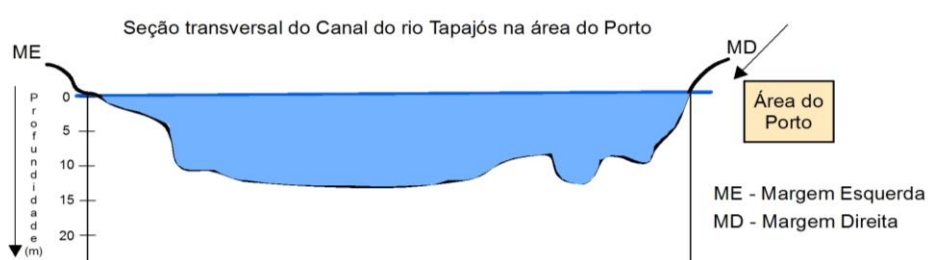 Seção transversal do Canal do rio Tapajós na área do Porto
ME
MD
Profundidade
(m)
0
5
10
15
20
Área do
Porto
ME - Margem Esquerda
MD - Margem Direita